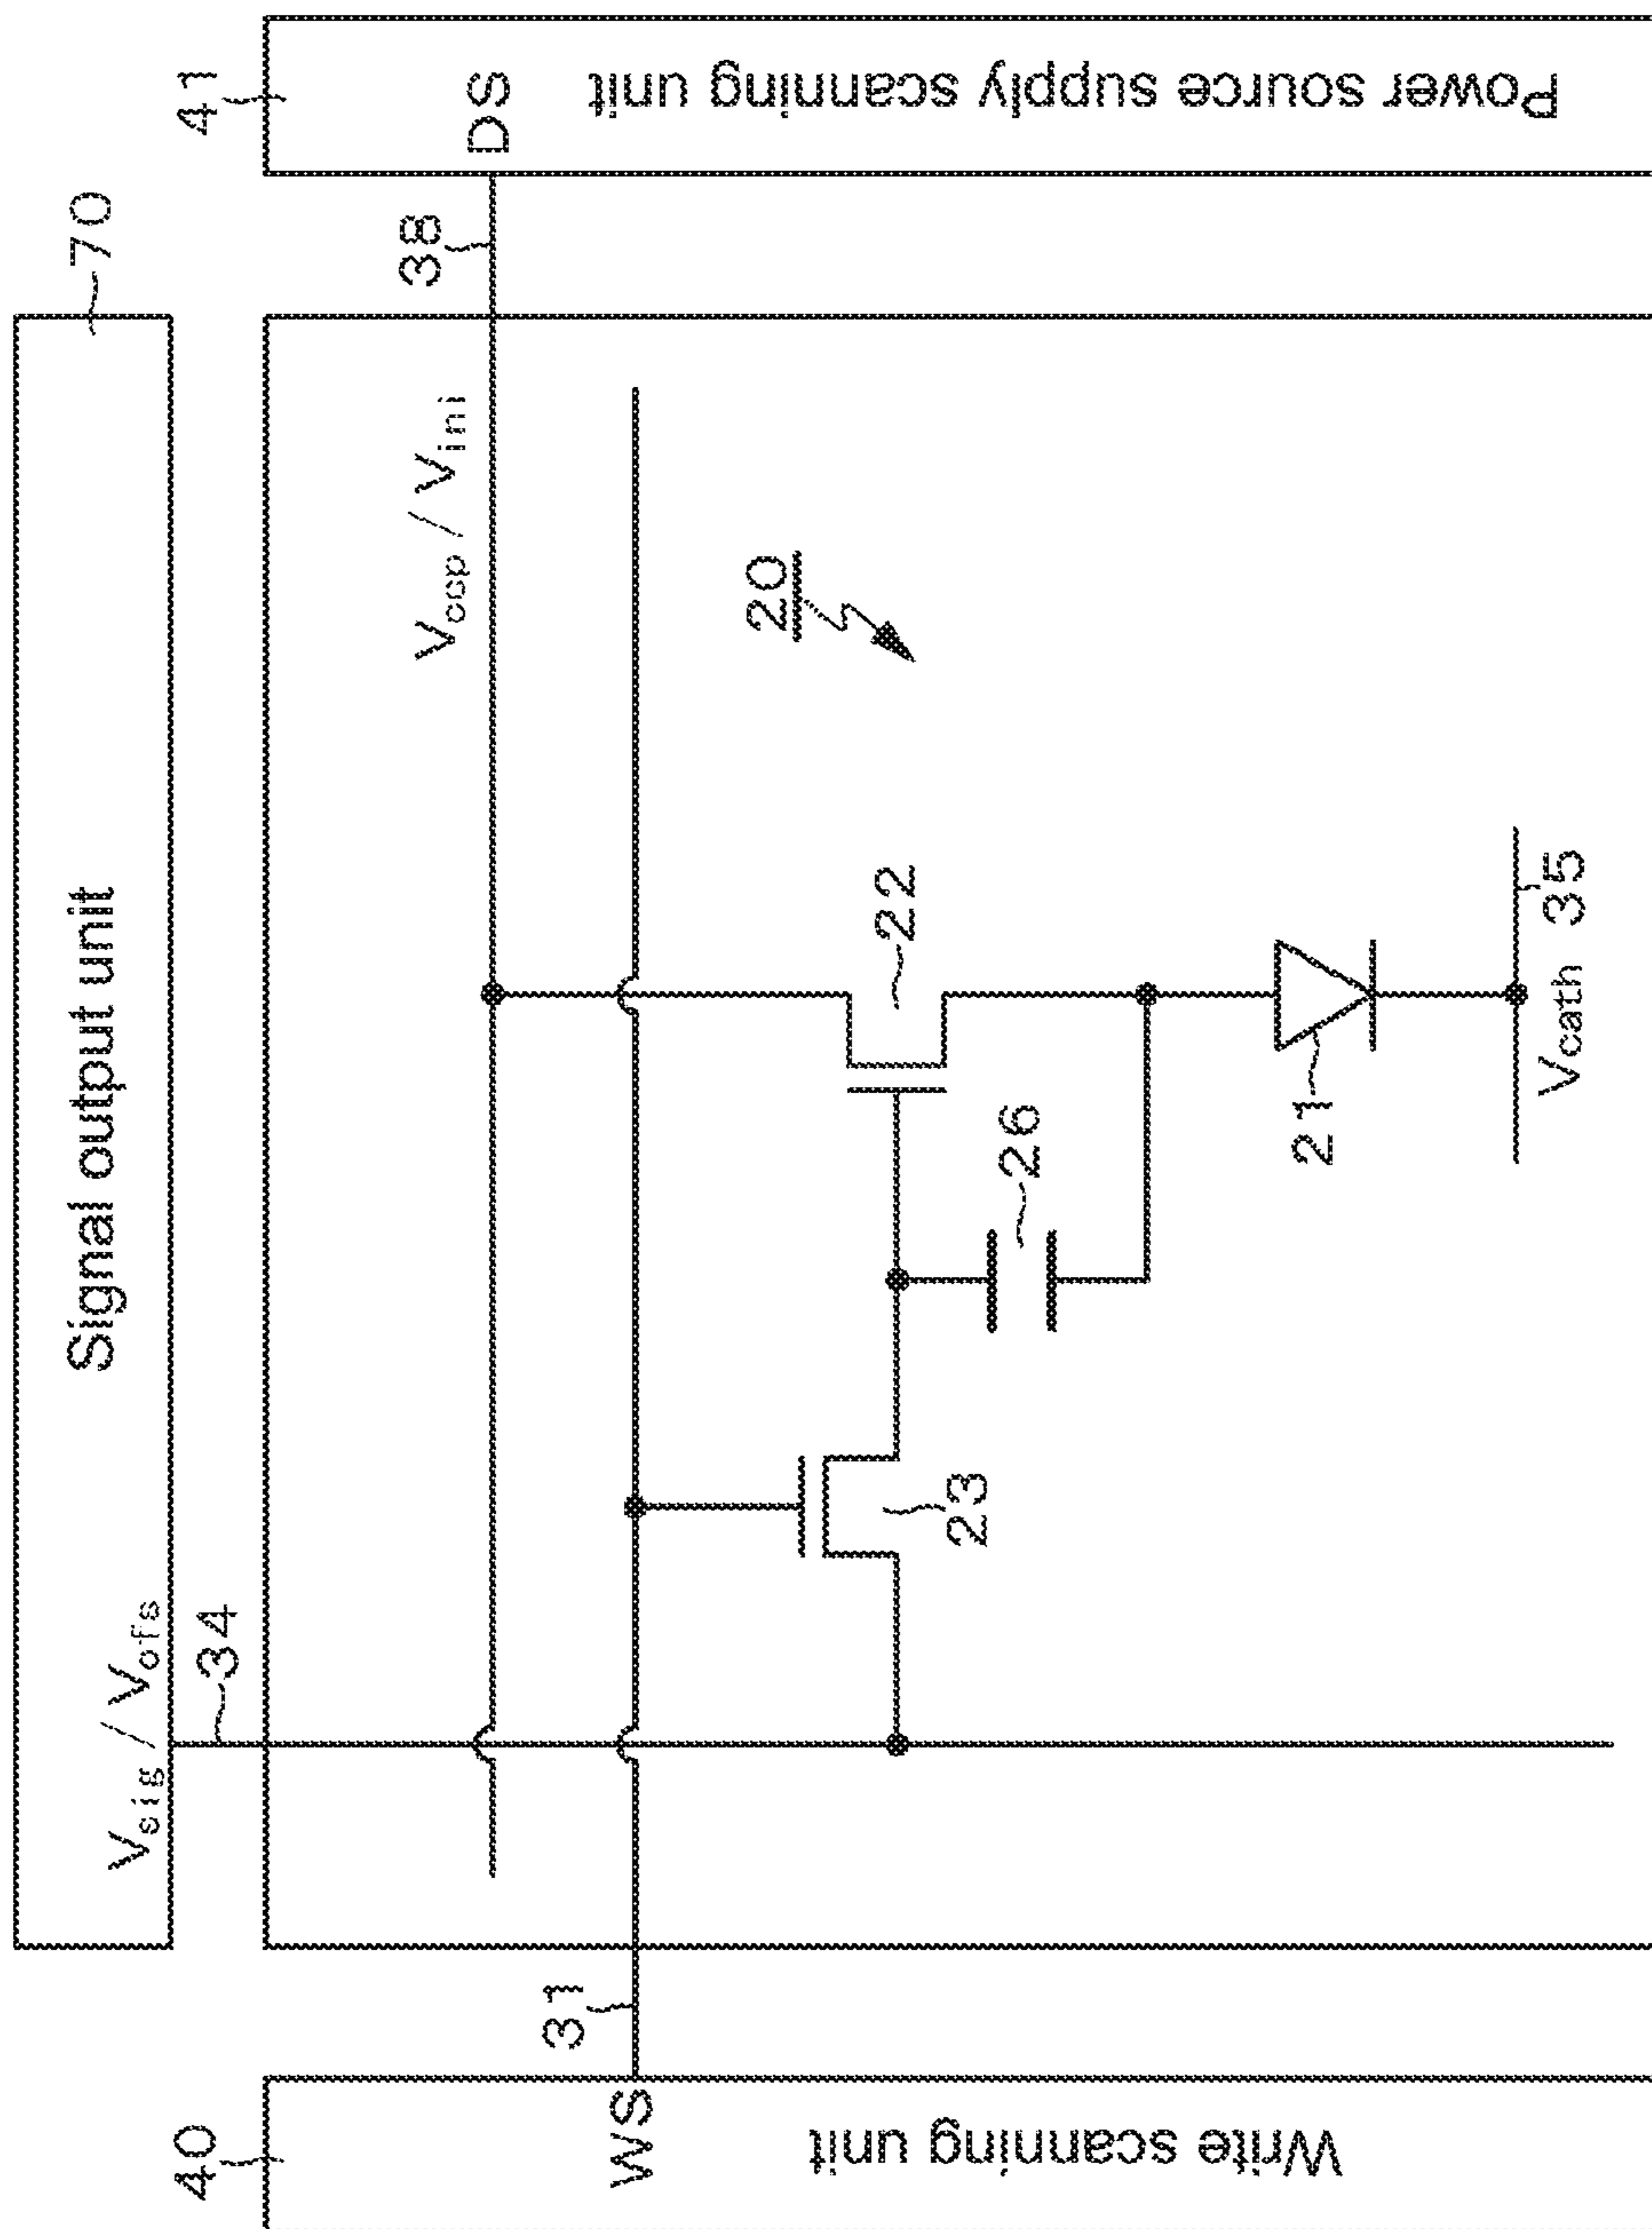 70
Signal output unit
Vsig / Vofs
34
41
DS
Power source supply scanning unit
38
Vccp / Vini
20
22
26
23
21
Vcath 35
31
40
WS
Write scanning unit